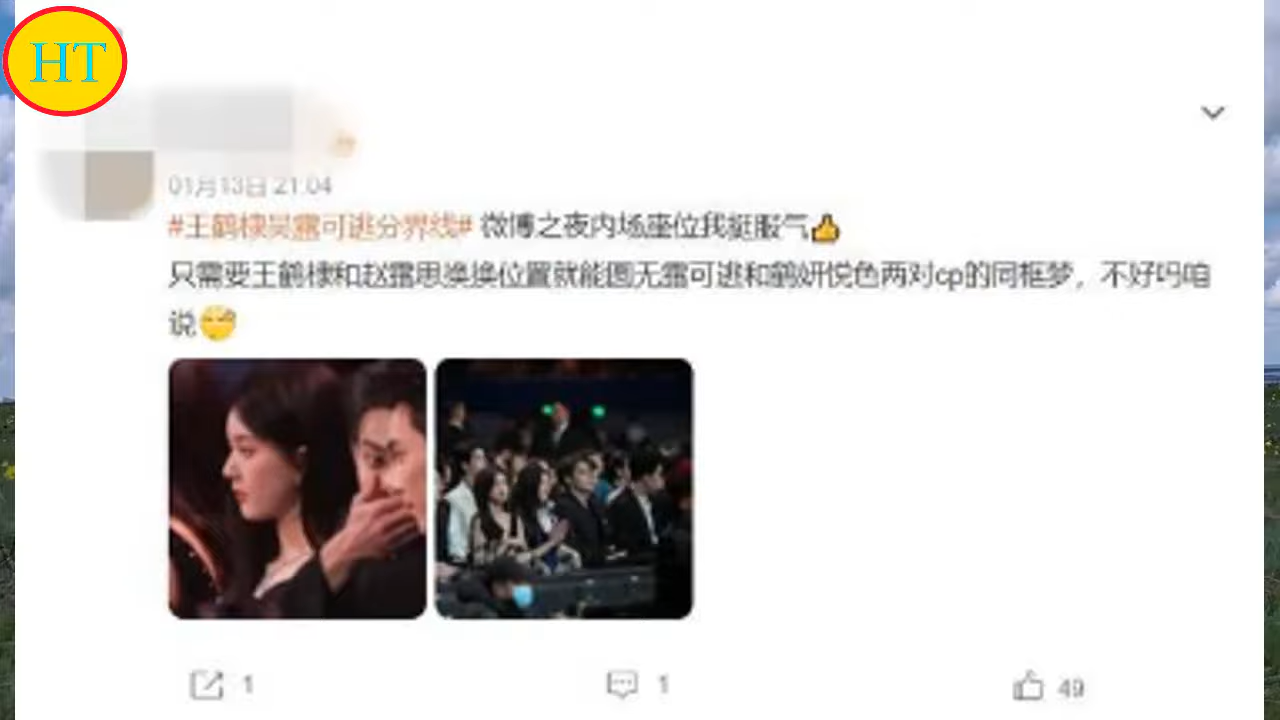 HT
01月13日 21:04
#王鹤棣吴露可逃分界线# 微博之夜内场座位我挺服气
只需要王鹤棣和赵露思换换位置就能圆无露可逃和鹤妍悦色两对cp的同框梦，不好吗咱
说
1
1
49